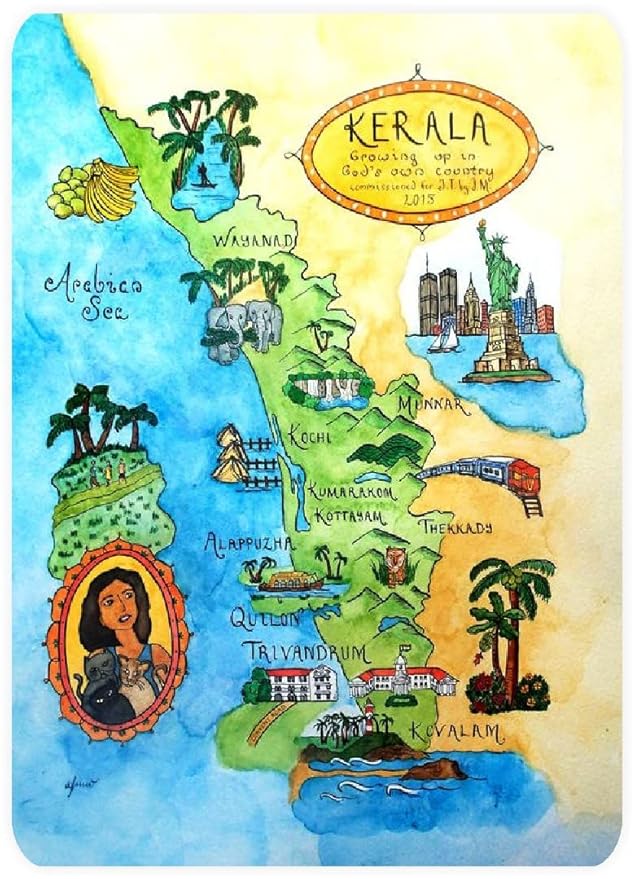 KERALA
Growing up in
God's own country
commissioned for J.T. by J.M.
2015
WAYANAD
Arabian
Sea
MUNNAR
KOCHI
KUMARAKOM
KOTTAYAM
THEKKADY
ALAPPUZHA
QUILON
TRIVANDRUM
KOVALAM